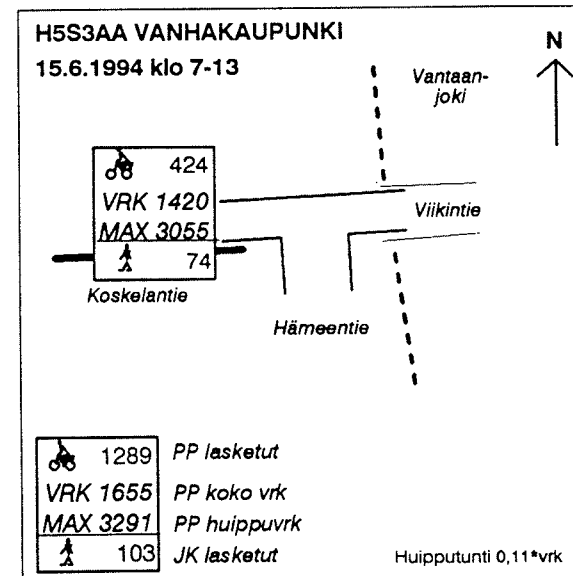 H5S3AA VANHAKAUPUNKI
15.6.1994 klo 7-13
N
Vantaan-
joki
424
VRK 1420
MAX 3055
74
Viikintie
Koskelantie
Hämeentie
1289 PP lasketut
VRK 1655 PP koko vrk
MAX 3291 PP huippuvrk
103 JK lasketut
Huipputunti 0,11*vrk